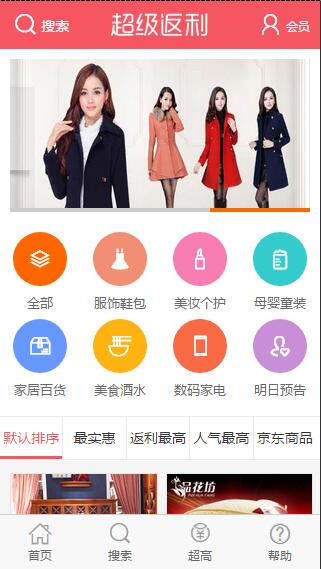 搜索 超级返利 会员
全部 服饰鞋包 美妆个护 母婴童装
家居百货 美食酒水 数码家电 明日预告
默认排序 最实惠 返利最高 人气最高 京东商品
品花坊
PIN HUA FANG
首页 搜索 超高 帮助